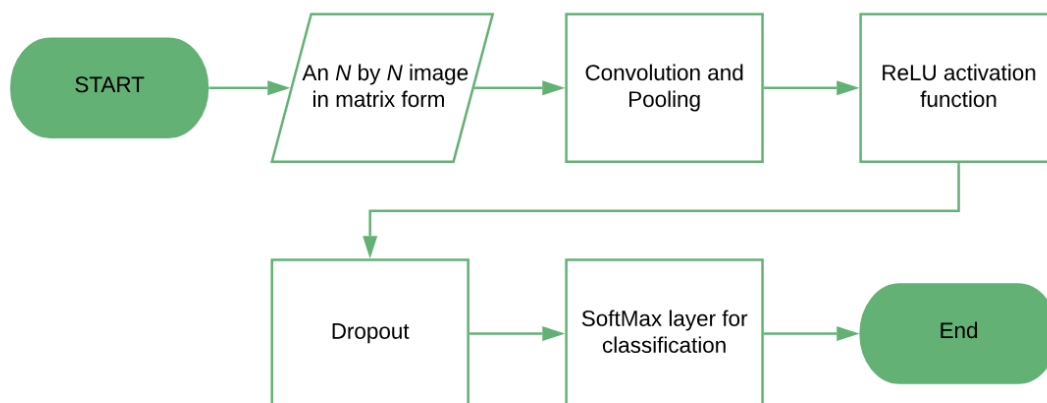 START
An N by N image
in matrix form
Convolution and
Pooling
ReLU activation
function
Dropout
SoftMax layer for
classification
End